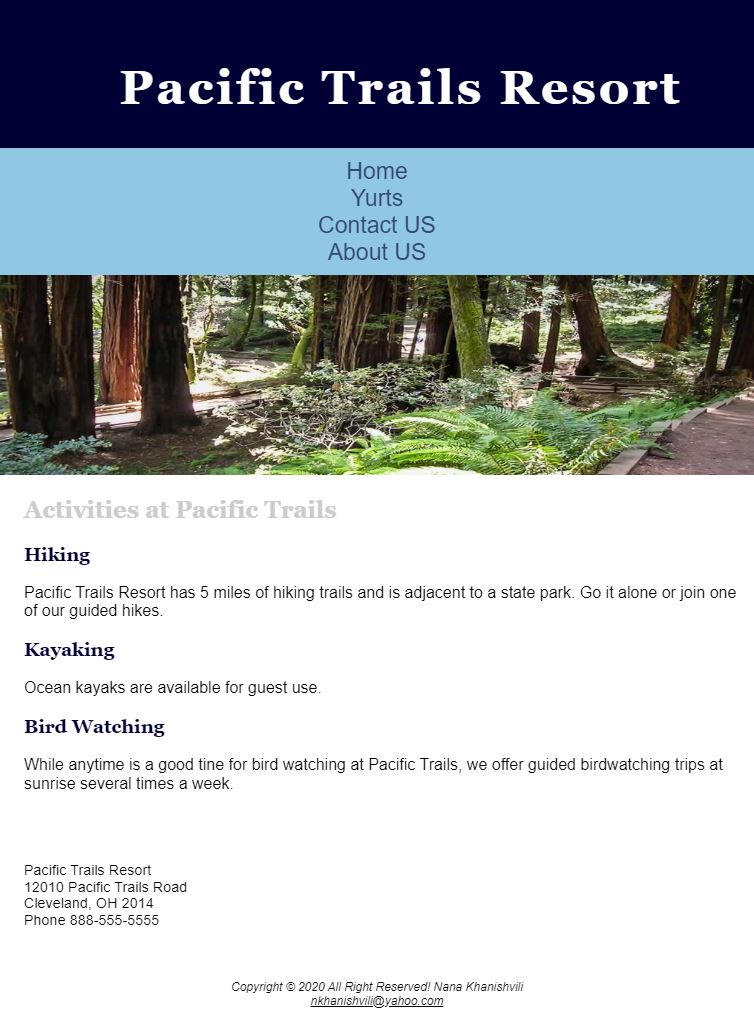 Pacific Trails Resort
Home
Yurts
Contact US
About US
Activities at Pacific Trails
Hiking
Pacific Trails Resort has 5 miles of hiking trails and is adjacent to a state park. Go it alone or join one
of our guided hikes.
Kayaking
Ocean kayaks are available for guest use.
Bird Watching
While anytime is a good tine for bird watching at Pacific Trails, we offer guided birdwatching trips at
sunrise several times a week.
Pacific Trails Resort
12010 Pacific Trails Road
Cleveland, OH 2014
Phone 888-555-5555
Copyright © 2020 All Right Reserved! Nana Khanishvili
nkhanishvili@yahoo.com